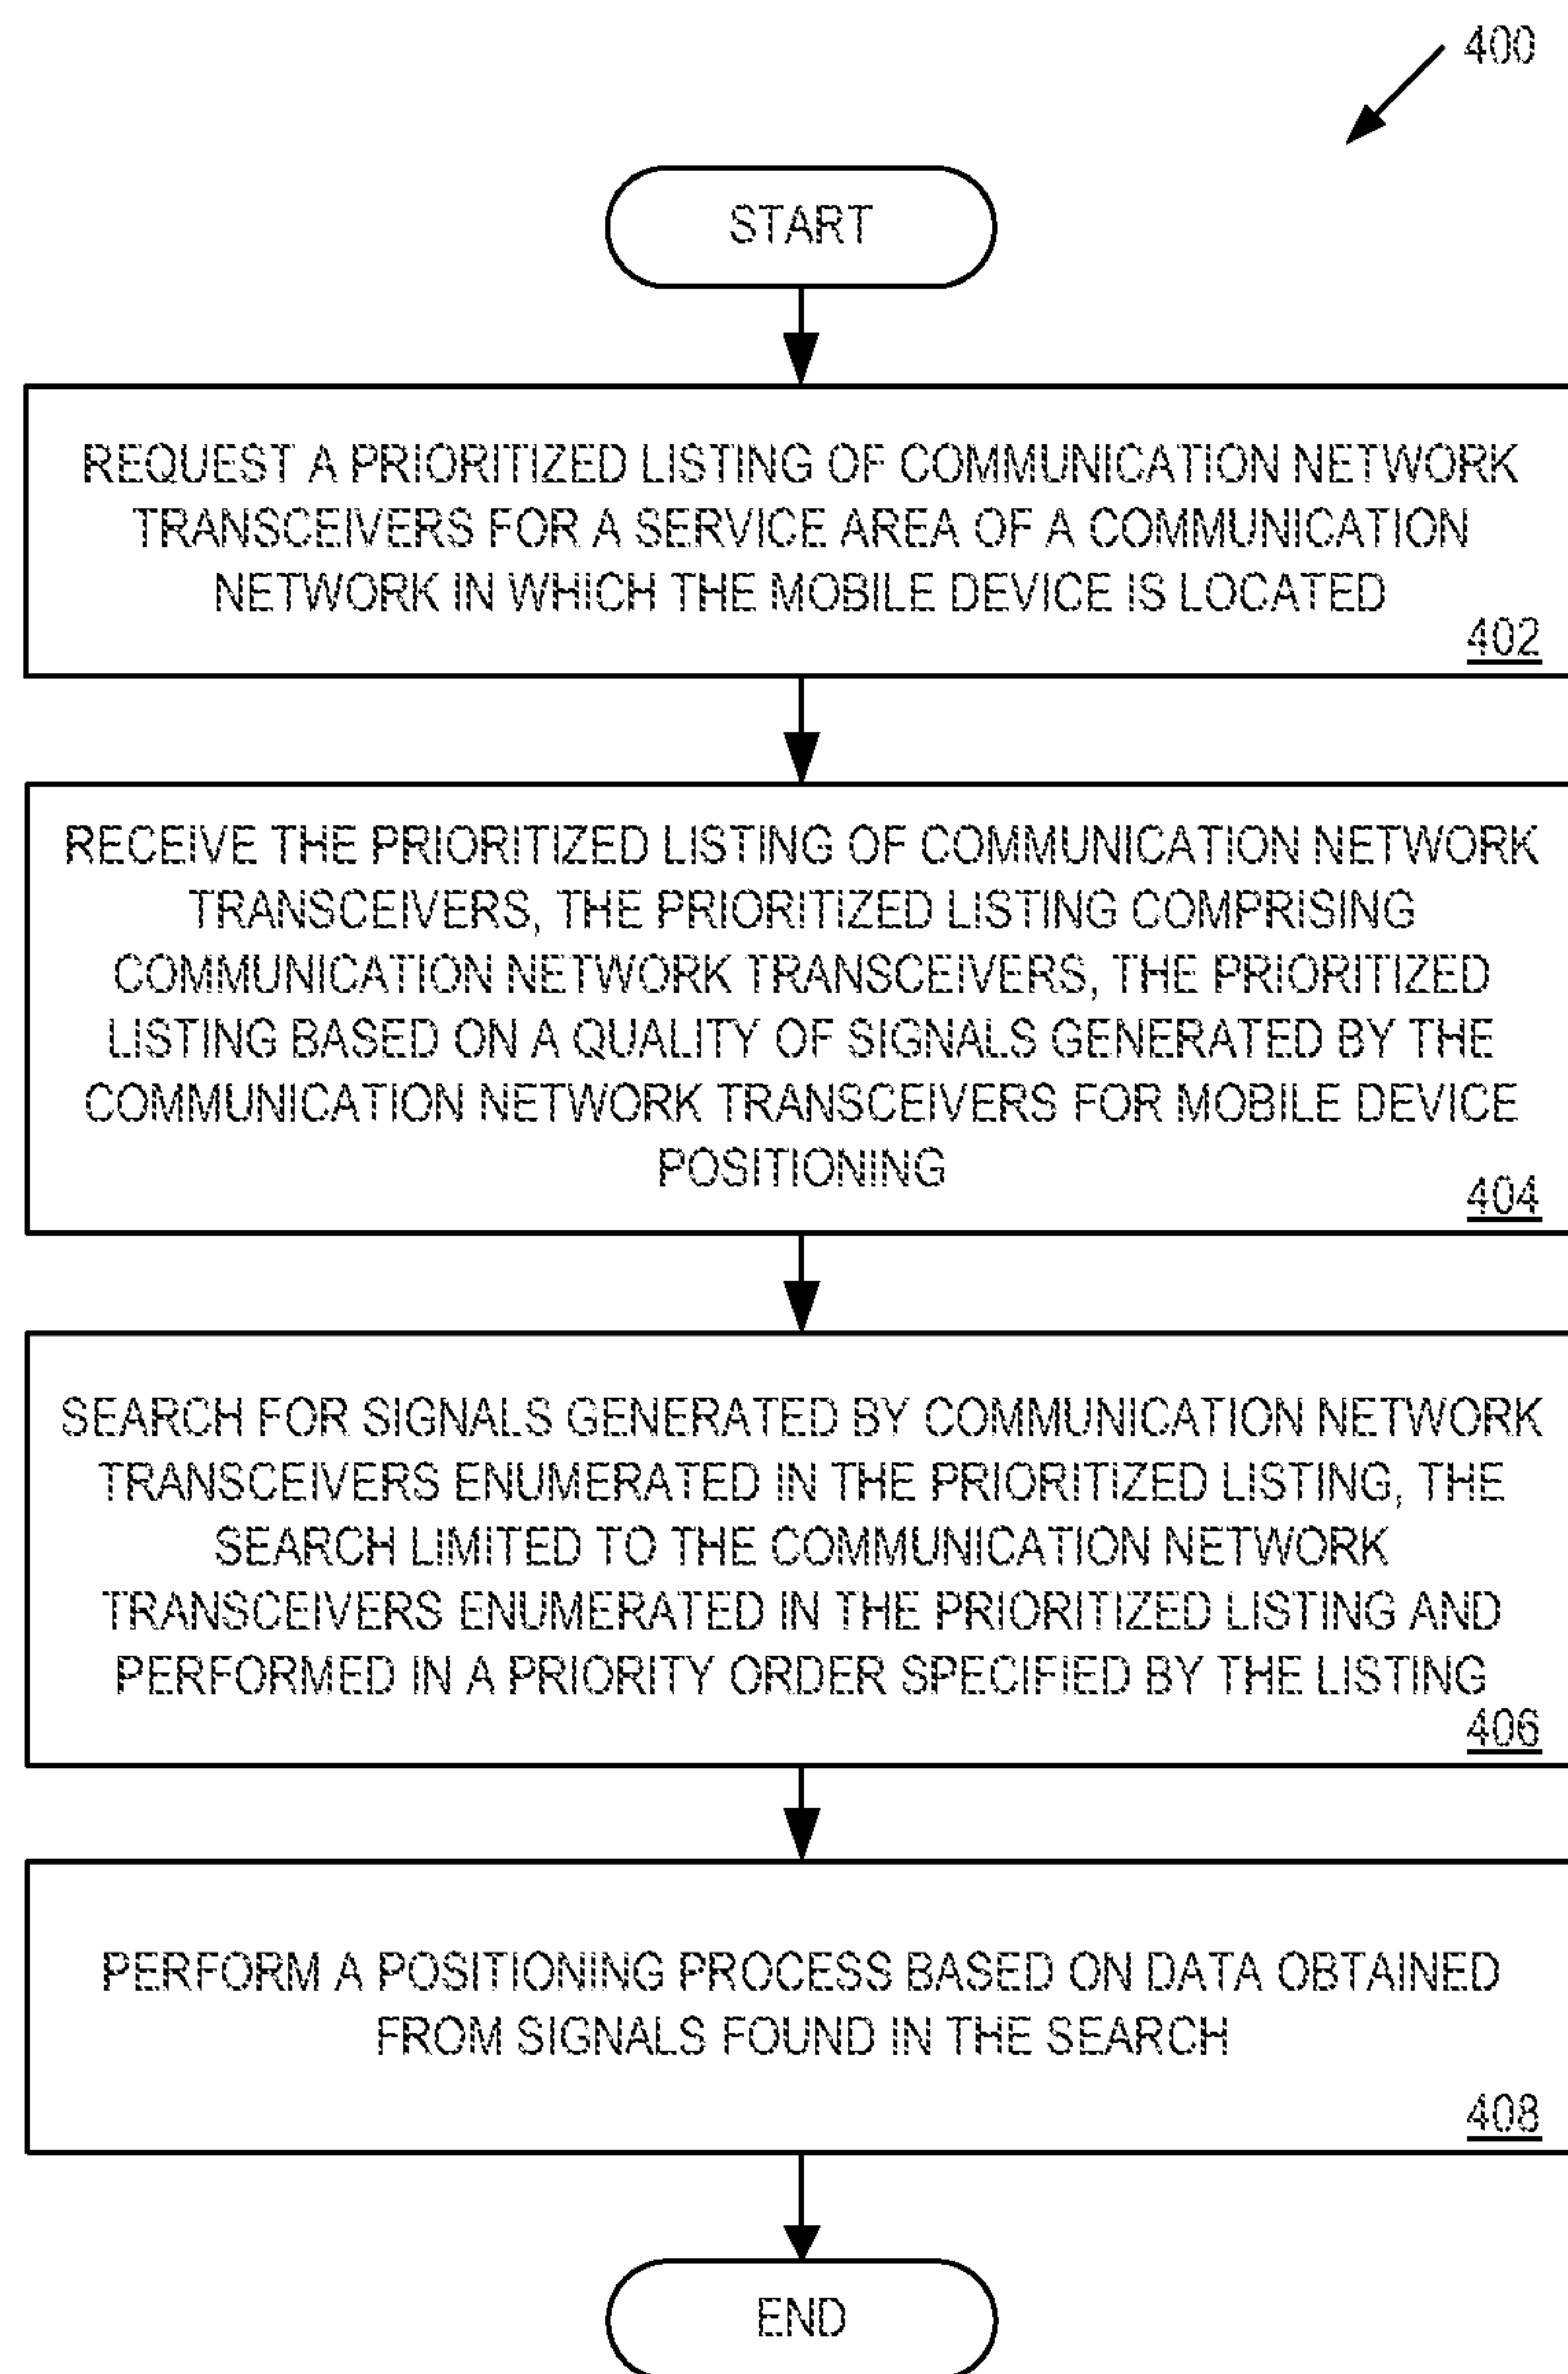 400
START
REQUEST A PRIORITIZED LISTING OF COMMUNICATION NETWORK
TRANSCEIVERS FOR A SERVICE AREA OF A COMMUNICATION
NETWORK IN WHICH THE MOBILE DEVICE IS LOCATED
402
RECEIVE THE PRIORITIZED LISTING OF COMMUNICATION NETWORK
TRANSCEIVERS, THE PRIORITIZED LISTING COMPRISING
COMMUNICATION NETWORK TRANSCEIVERS, THE PRIORITIZED
LISTING BASED ON A QUALITY OF SIGNALS GENERATED BY THE
COMMUNICATION NETWORK TRANSCEIVERS FOR MOBILE DEVICE
POSITIONING
404
SEARCH FOR SIGNALS GENERATED BY COMMUNICATION NETWORK
TRANSCEIVERS ENUMERATED IN THE PRIORITIZED LISTING, THE
SEARCH LIMITED TO THE COMMUNICATION NETWORK
TRANSCEIVERS ENUMERATED IN THE PRIORITIZED LISTING AND
PERFORMED IN A PRIORITY ORDER SPECIFIED BY THE LISTING
406
PERFORM A POSITIONING PROCESS BASED ON DATA OBTAINED
FROM SIGNALS FOUND IN THE SEARCH
408
END